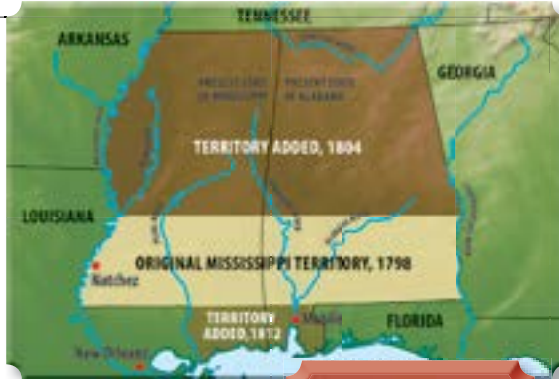 TENNESSEE
ARKANSAS
GEORGIA
PRESENT STATE
OF MISSISSIPPI
PRESENT STATE
OF ALABAMA
TERRITORY ADDED, 1804
LOUISIANA
ORIGINAL MISSISSIPPI TERRITORY, 1798
Natchez
TERRITORY
ADDED, 1812
Mobile
FLORIDA
New Orleans